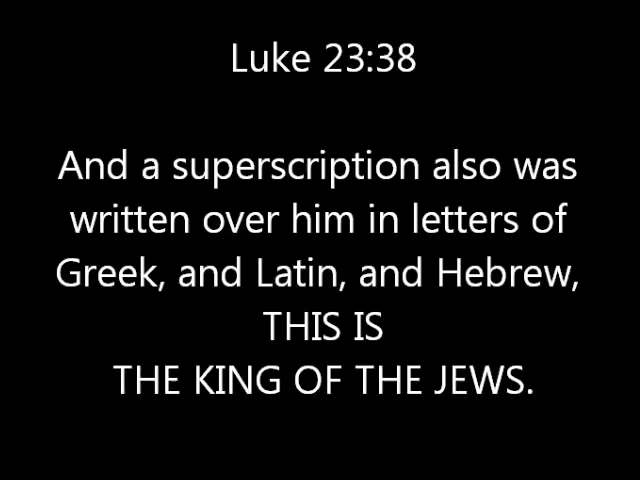 Luke 23:38
And a superscription also was
written over him in letters of
Greek, and Latin, and Hebrew,
THIS IS
THE KING OF THE JEWS.